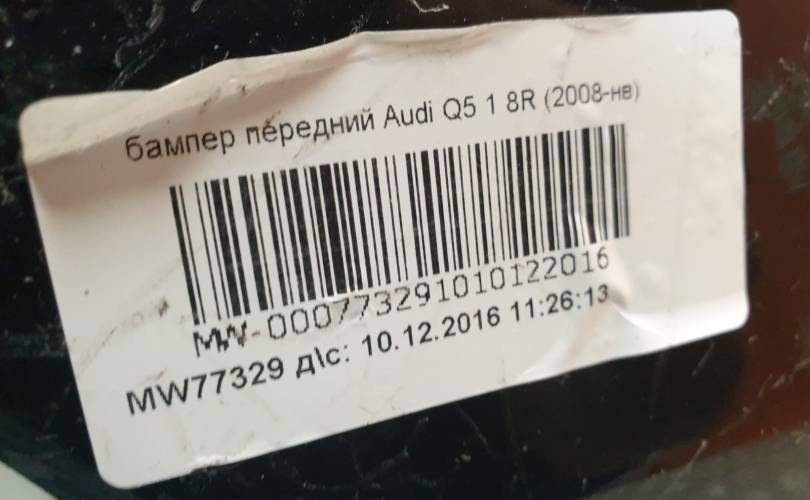 бампер передний Audi Q5 1 8R (2008-нв)
MW-000773291010122016
MW77329 д\с: 10.12.2016 11:26:13